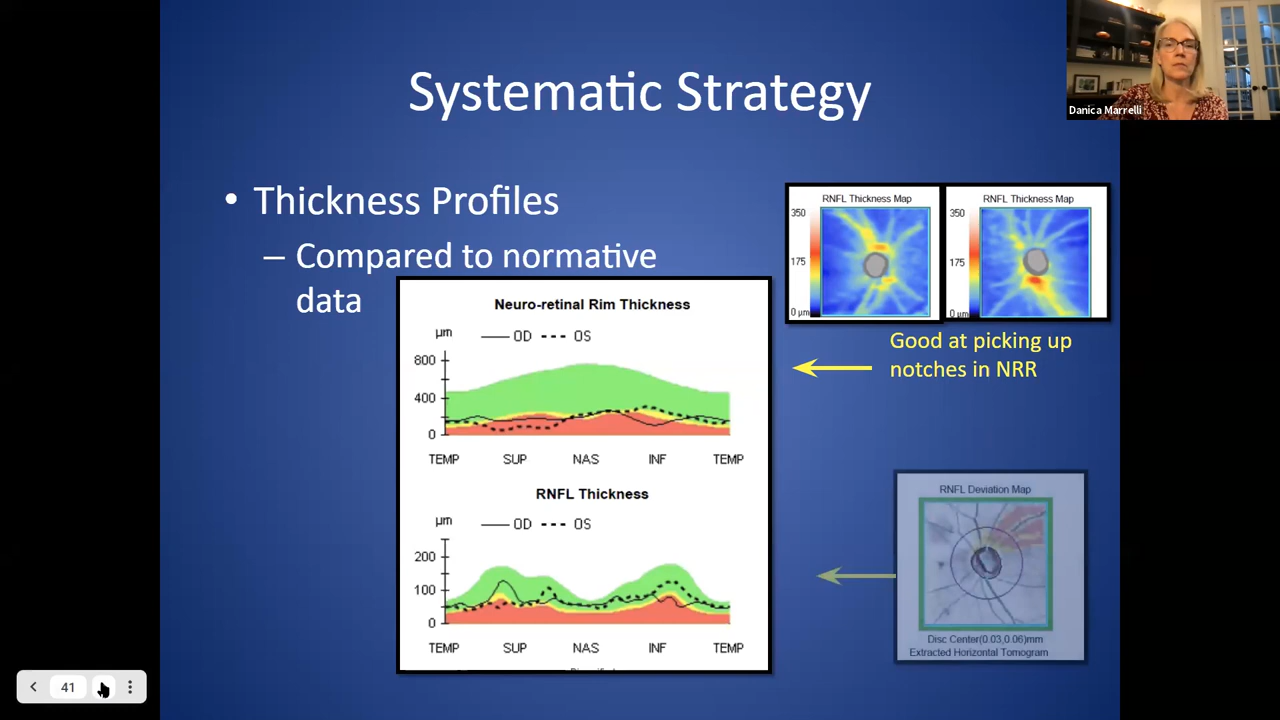 Systematic Strategy
Danica Marrelli
• Thickness Profiles
– Compared to normative
data
RNFL Thickness Map
350
175
0 µm
RNFL Thickness Map
350
175
0 µm
Neuro-retinal Rim Thickness
µm
OD
OS
800
400
0
TEMP
SUP
NAS
INF
TEMP
Good at picking up
notches in NRR
RNFL Thickness
µm
OD
OS
200
100
0
TEMP
SUP
NAS
INF
TEMP
RNFL Deviation Map
Disc Center(0.03,0.06)mm
Extracted Horizontal Tomogram
41